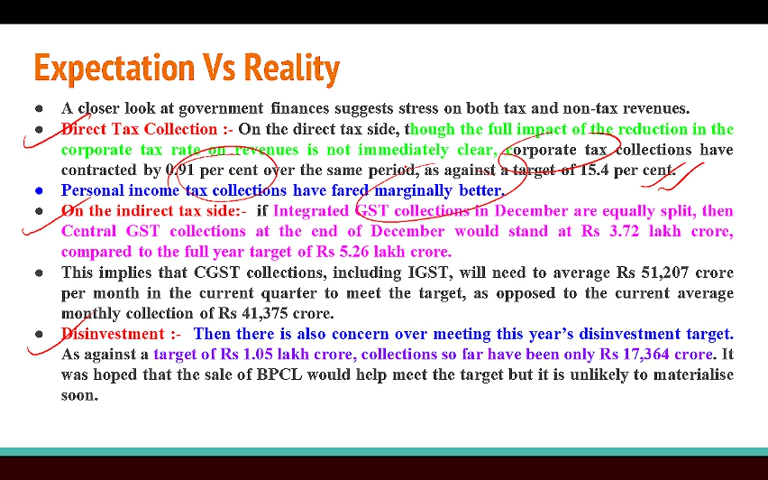 Expectation Vs Reality
● A closer look at government finances suggests stress on both tax and non-tax revenues.
● Direct Tax Collection :- On the direct tax side, though the full impact of the reduction in the
corporate tax rate on revenues is not immediately clear, corporate tax collections have
contracted by 0.91 per cent over the same period, as against a target of 15.4 per cent.
● Personal income tax collections have fared marginally better.
● On the indirect tax side:- if Integrated GST collections in December are equally split, then
Central GST collections at the end of December would stand at Rs 3.72 lakh crore,
compared to the full year target of Rs 5.26 lakh crore.
● This implies that CGST collections, including IGST, will need to average Rs 51,207 crore
per month in the current quarter to meet the target, as opposed to the current average
monthly collection of Rs 41,375 crore.
● Disinvestment :- Then there is also concern over meeting this year's disinvestment target.
As against a target of Rs 1.05 lakh crore, collections so far have been only Rs 17,364 crore. It
was hoped that the sale of BPCL would help meet the target but it is unlikely to materialise
soon.